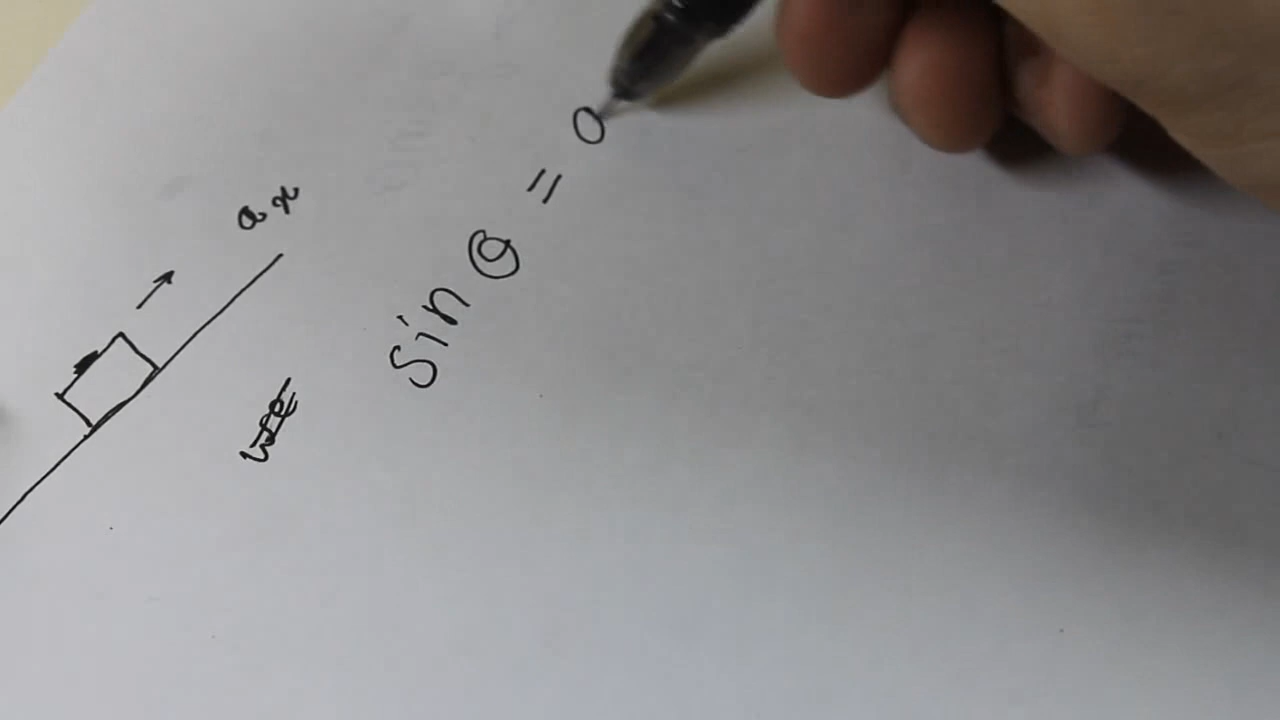 ax
sin θ = 0